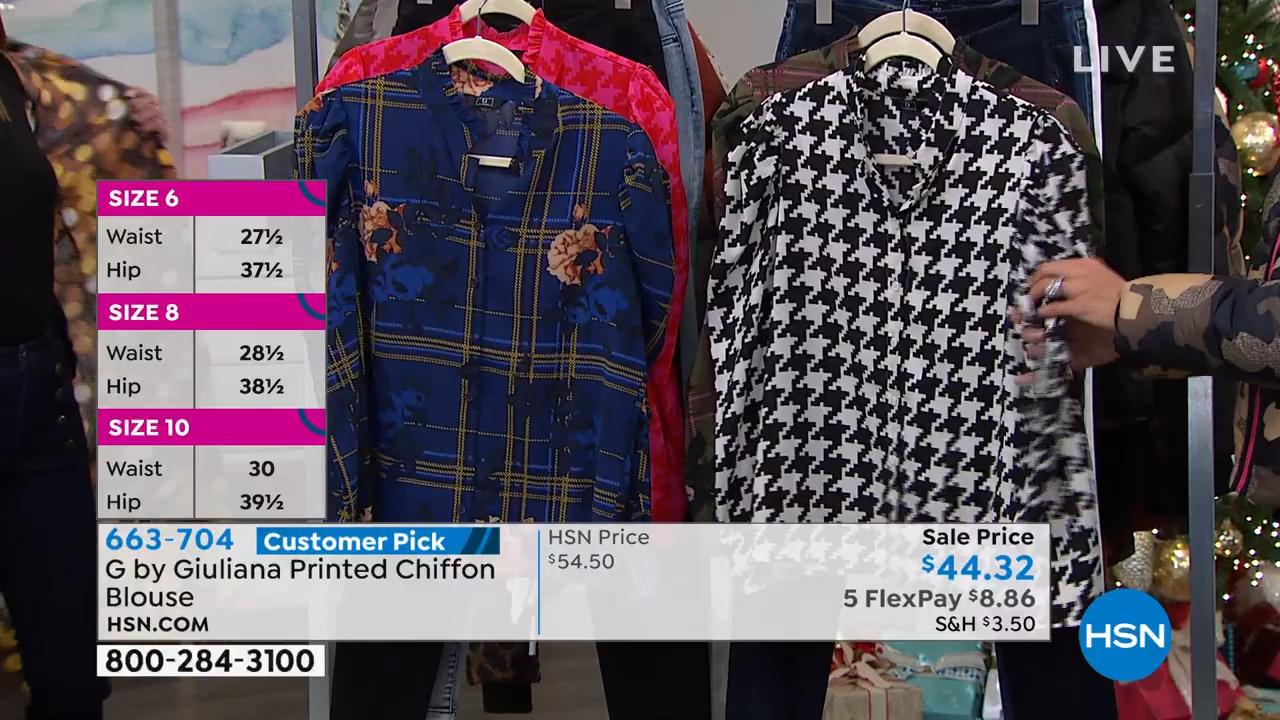 LIVE
SIZE 6
Waist 27½
Hip 37½
SIZE 8
Waist 28½
Hip 38½
SIZE 10
Waist 30
Hip 39½
663-704 Customer Pick
G by Giuliana Printed Chiffon
Blouse
HSN.COM
HSN Price
$54.50
Sale Price
$44.32
5 FlexPay $8.86
S&H $3.50
800-284-3100
HSN